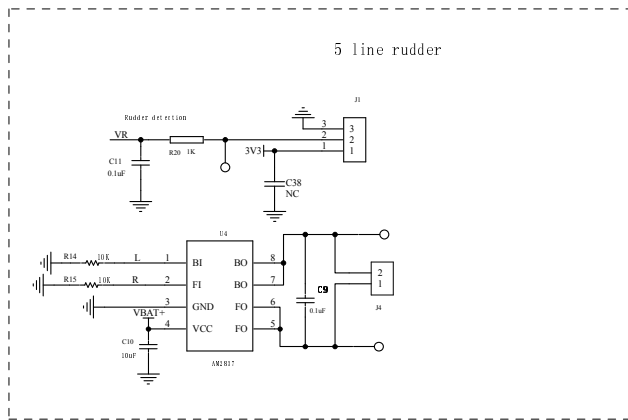 5 line rudder
J1
Rudder detection
VR
R20 1K
C11
0.1uF
3 3
2 2
1 1
3V3
C38
NC
U4
R14 10K L 1 BI BO 8
R15 10K R 2 FI BO 7
3 GND FO 6
VBAT+
4 VCC FO 5
C10
10uF
C9
0.1uF
2
1
J4
AM2817